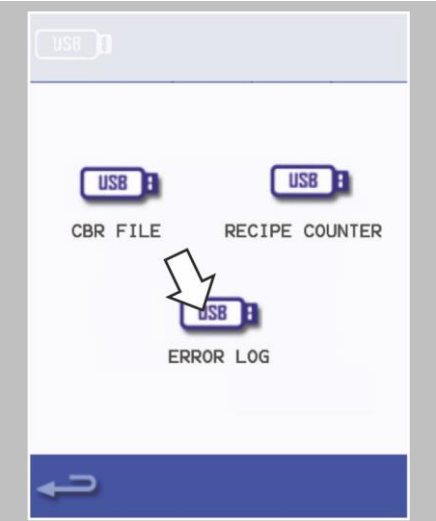 USB
USB USB
CBR FILE RECIPE COUNTER
USB
ERROR LOG